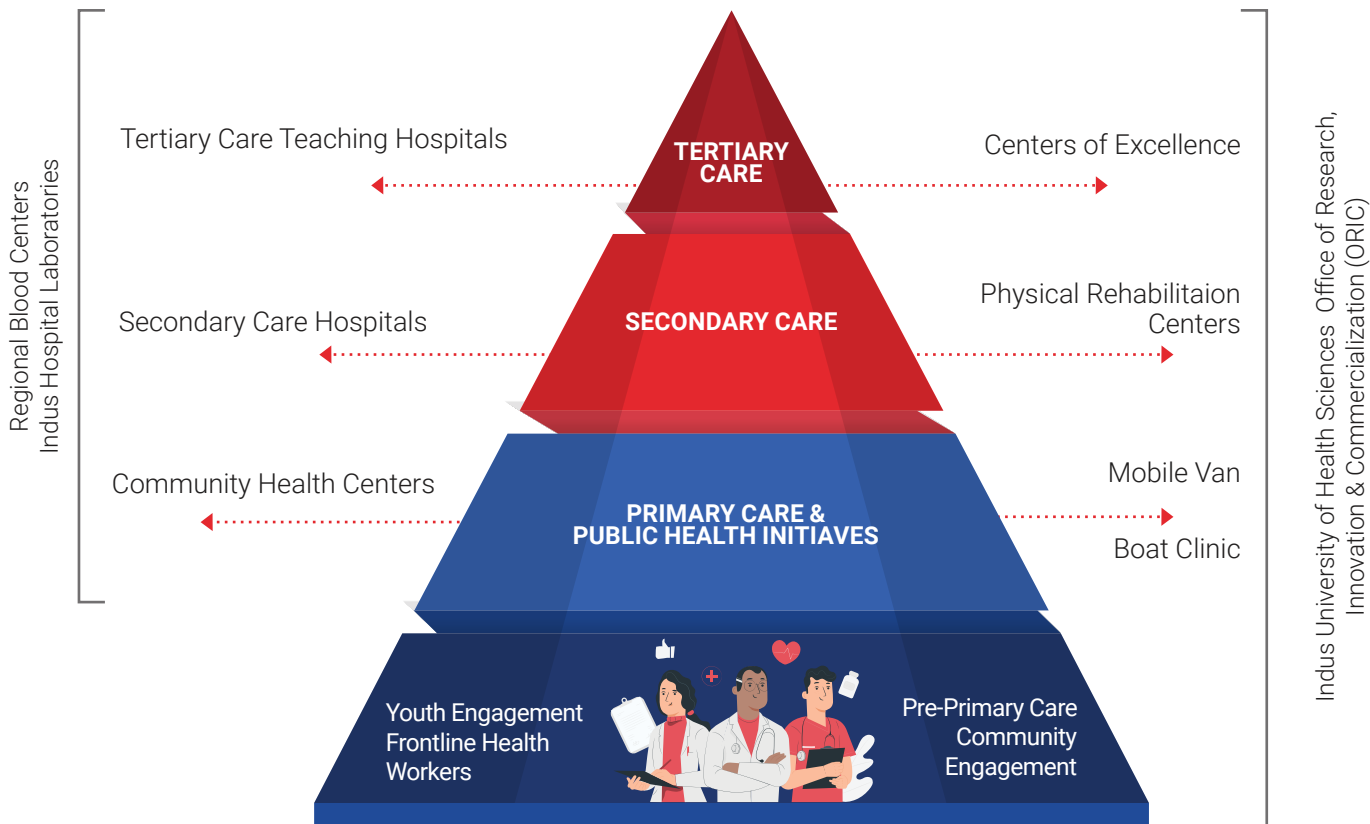 Regional Blood Centers
Indus Hospital Laboratories
Tertiary Care Teaching Hospitals
TERTIARY
CARE
Centers of Excellence
Secondary Care Hospitals
SECONDARY CARE
Physical Rehabilitaion
Centers
Community Health Centers
PRIMARY CARE &
PUBLIC HEALTH INITIAVES
Mobile Van
Boat Clinic
Youth Engagement
Frontline Health
Workers
Pre-Primary Care
Community
Engagement
Indus University of Health Sciences Office of Research,
Innovation & Commercialization (ORIC)